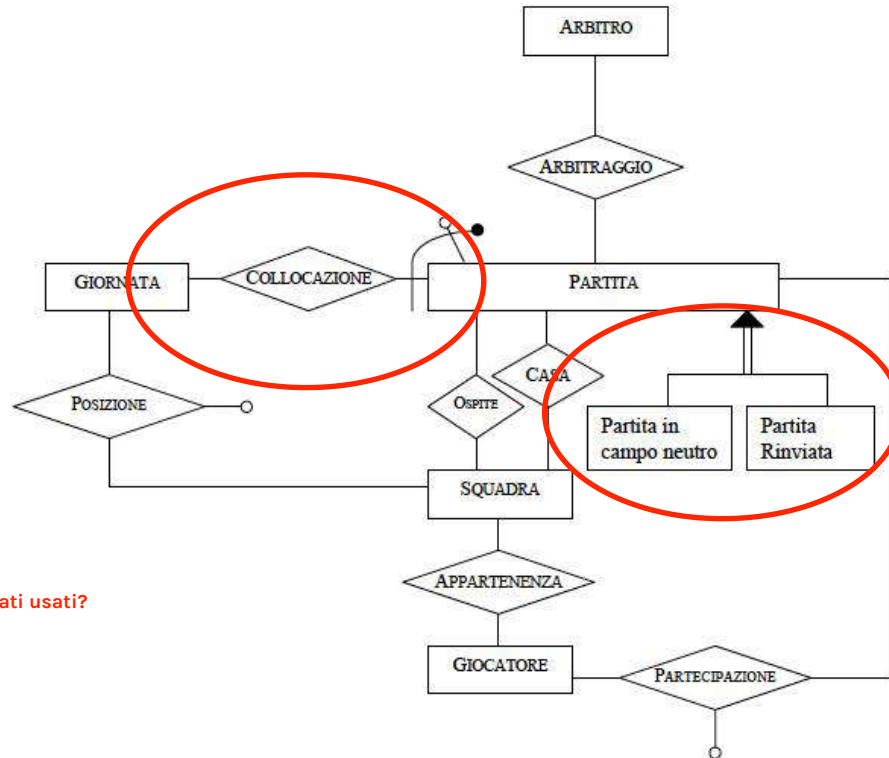 ARBITRO
ARBITRAGGIO
GIORNATA
COLLOCAZIONE
PARTITA
POSIZIONE
OSPITE
CASA
Partita in
campo neutro
Partita
Rinviata
SQUADRA
ati usati?
APPARTENENZA
GIOCATORE
PARTECIPAZIONE